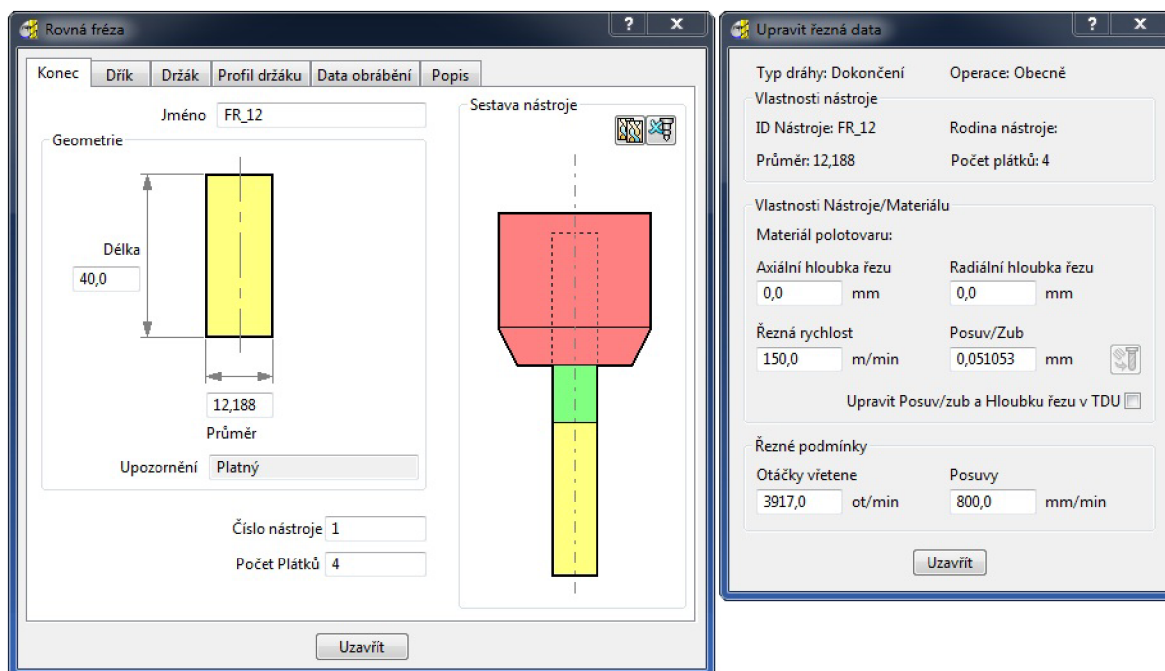 Rovná fréza
Konec Dřík Držák Profil držáku Data obrábění Popis
Jméno FR_12
Geometrie
Délka
40,0
12,188
Průměr
Upozornění Platný
Číslo nástroje 1
Počet Plátků 4
Sestava nástroje
Uzavřít
Upravit řezná data
Typ dráhy: Dokončení Operace: Obecně
Vlastnosti nástroje
ID Nástroje: FR_12 Rodina nástroje:
Průměr: 12,188 Počet plátků: 4
Vlastnosti Nástroje/Materiálu
Materiál polotovaru:
Axiální hloubka řezu Radiální hloubka řezu
0,0 mm 0,0 mm
Řezná rychlost Posuv/Zub
150,0 m/min 0,051053 mm
Upravit Posuv/zub a Hloubku řezu v TDU
Řezné podmínky
Otáčky vřetene Posuvy
3917,0 ot/min 800,0 mm/min
Uzavřít